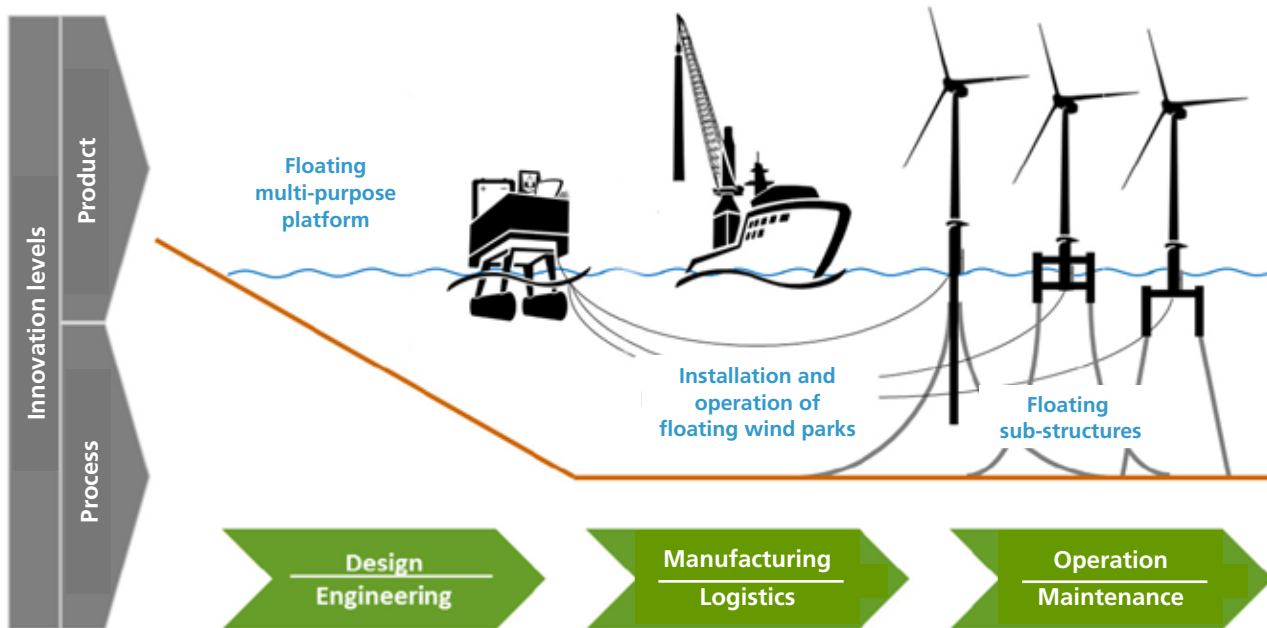 Innovation levels
Product
Process
Floating
multi-purpose
platform
Installation and
operation of
floating wind parks
Floating
sub-structures
Design
Engineering
Manufacturing
Logistics
Operation
Maintenance